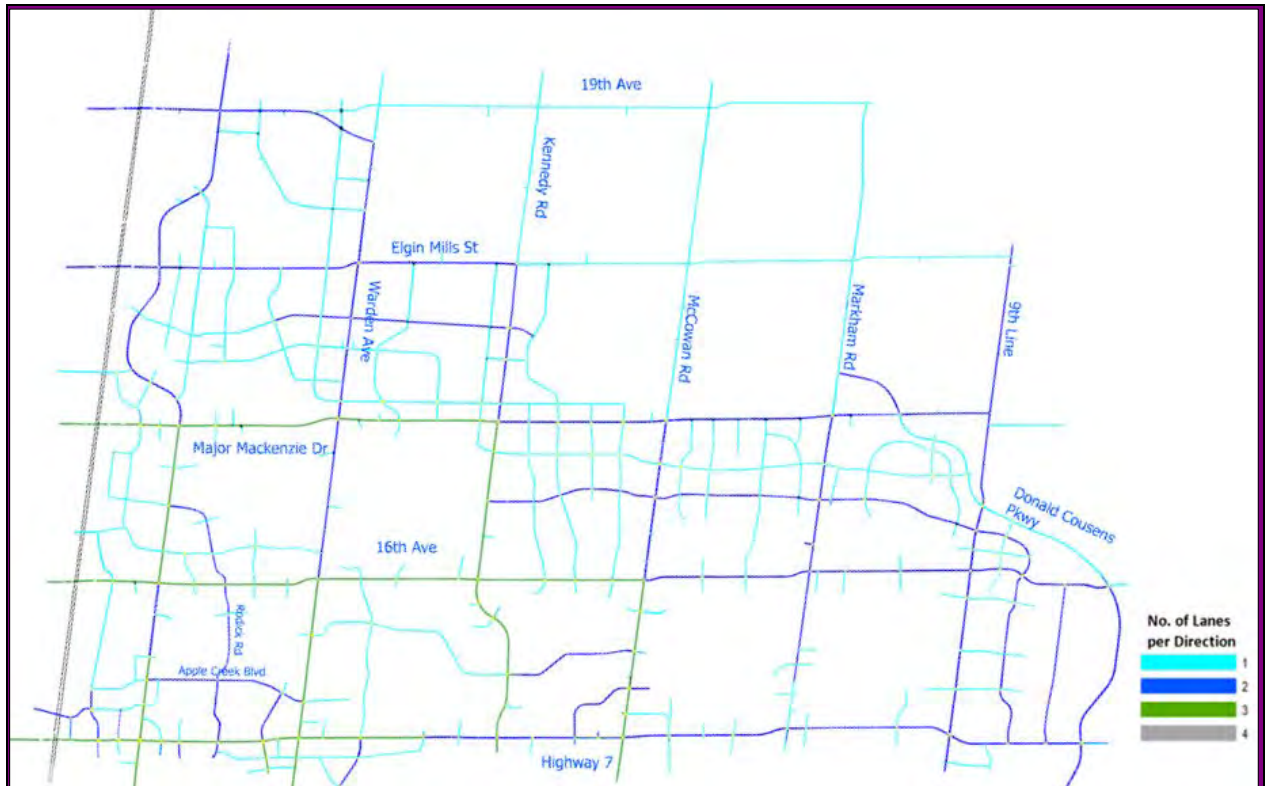 19th Ave
Kennedy Rd
Elgin Mills St
Warden Ave
McCowan Rd
Markham Rd
9th Line
Major Mackenzie Dr
Donald Cousens
Pkwy
16th Ave
Rodick Rd
Apple Creek Blvd
Highway 7
No. of Lanes
per Direction
1
2
3
4